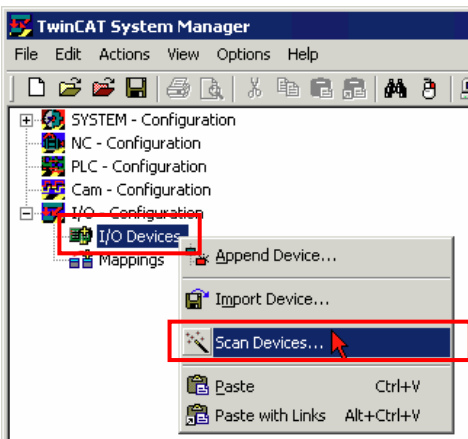 TwinCAT System Manager
File Edit Actions View Options Help
SYSTEM - Configuration
NC - Configuration
PLC - Configuration
Cam - Configuration
I/O - Configuration
I/O Devices
Mappings
Append Device...
Import Device...
Scan Devices...
Paste Ctrl+V
Paste with Links Alt+Ctrl+V